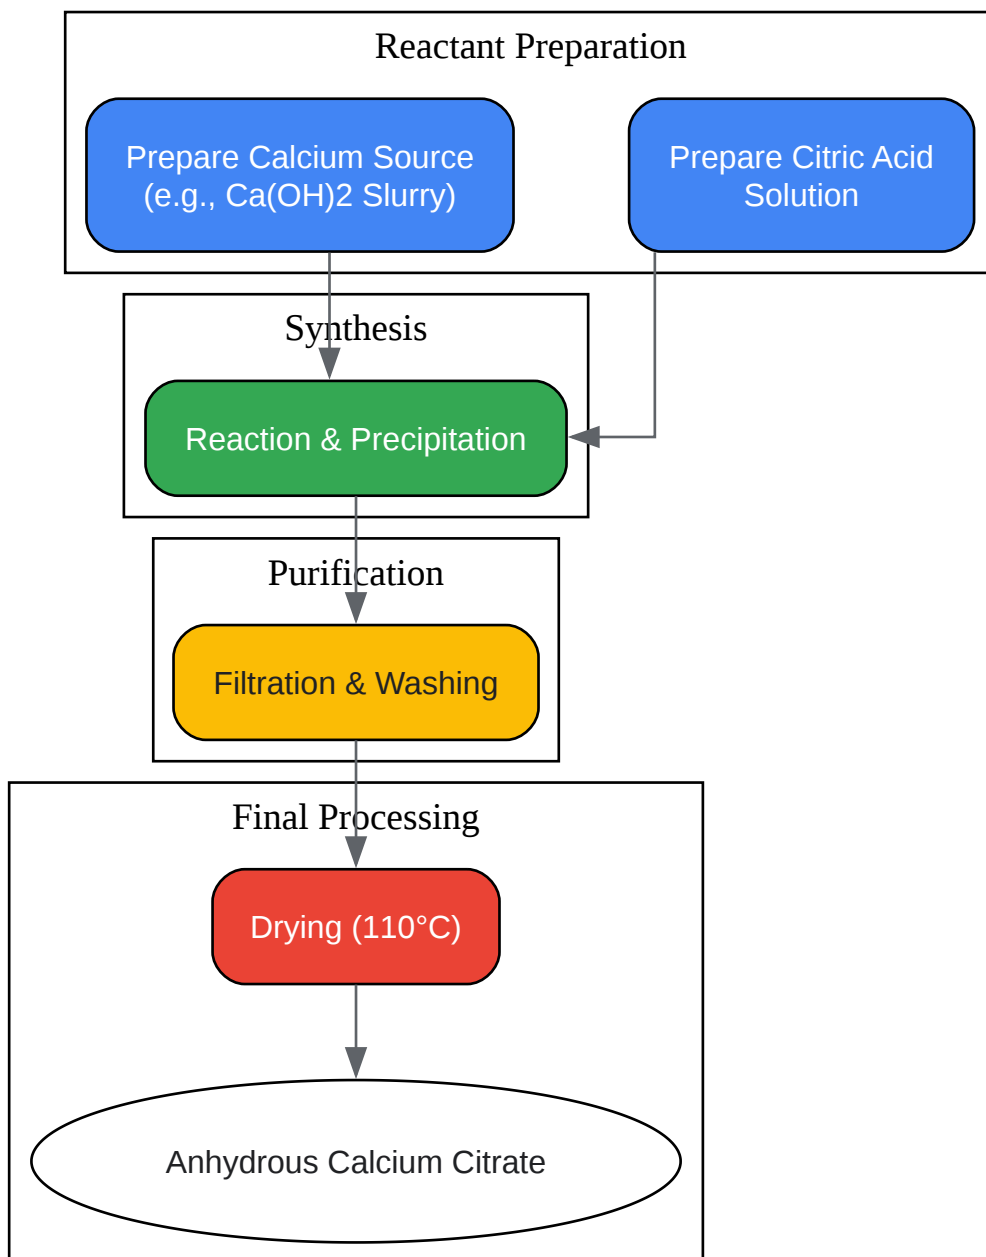 Reactant Preparation
Prepare Calcium Source
(e.g., Ca(OH)2 Slurry)
Prepare Citric Acid
Solution
Synthesis
Reaction & Precipitation
Purification
Filtration & Washing
Final Processing
Drying (110°C)
Anhydrous Calcium Citrate